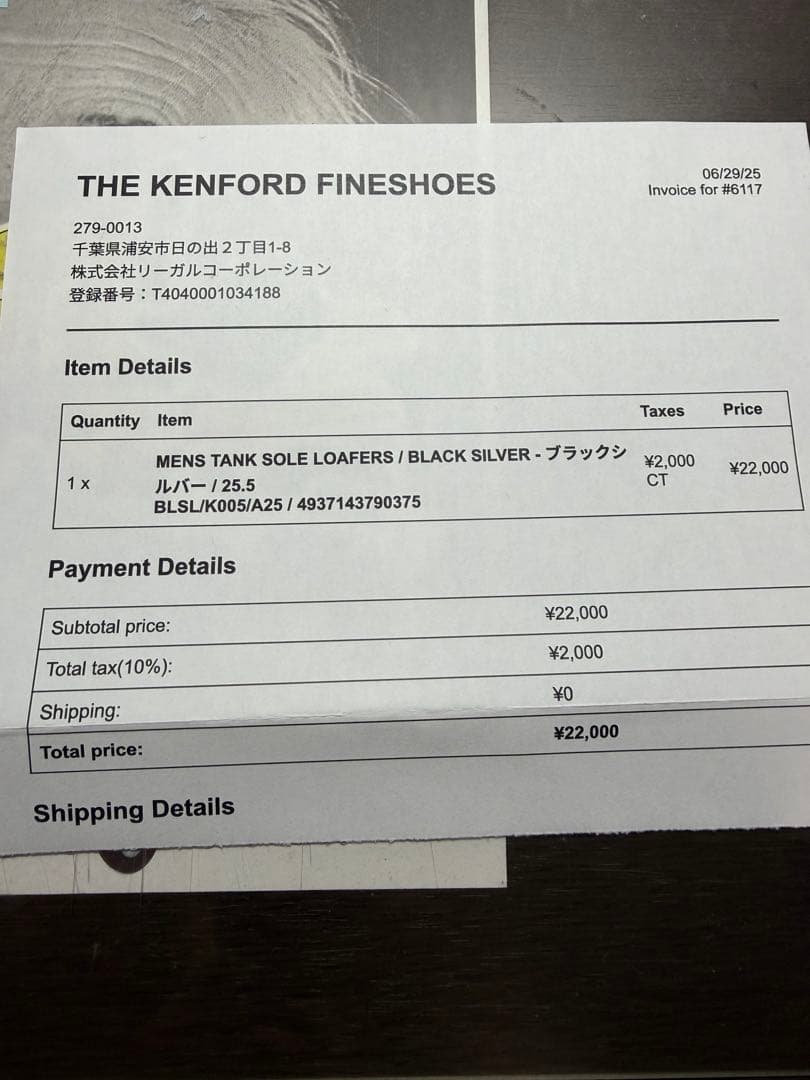 THE KENFORD FINESHOES
06/29/25
Invoice for #6117
279-0013
千葉県浦安市日の出２丁目1-8
株式会社リーガルコーポレーション
登録番号：T4040001034188
Item Details
Quantity Item Taxes Price
1 x
MENS TANK SOLE LOAFERS / BLACK SILVER - ブラックシ
ルバー / 25.5
BLSL/K005/A25 / 4937143790375
¥2,000
CT
¥22,000
Payment Details
Subtotal price: ¥22,000
Total tax(10%): ¥2,000
Shipping: ¥0
Total price: ¥22,000
Shipping Details